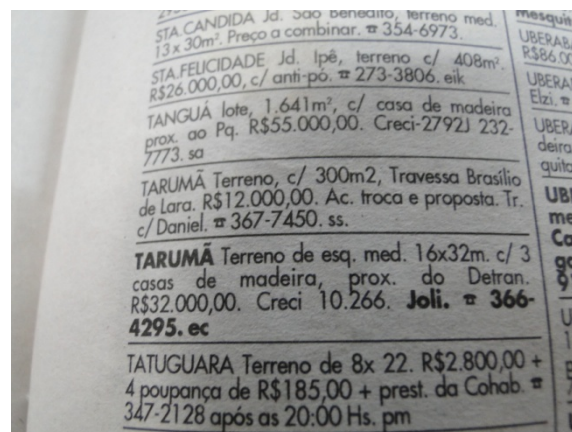 STA.CANDIDA Jd. São Benedito, terreno med.
13x30m². Preço a combinar. ☎ 354-6973.
STA.FELICIDADE Jd. Ipê, terreno c/ 408m².
R$26.000,00, c/ anti-pó. ☎ 273-3806. eik
TANGUÁ lote, 1.641m², c/ casa de madeira
prox. ao Pq. R$55.000,00. Creci-2792J 232-
7773. sa
TARUMÃ Terreno, c/ 300m2, Travessa Brasílio
de Lara. R$12.000,00. Ac. troca e proposta. Tr.
c/Daniel. ☎ 367-7450. ss.
TARUMÃ Terreno de esq. med. 16x32m. c/ 3
casas de madeira, prox. do Detran.
R$32.000,00. Creci 10.266. Joli. ☎ 366-
4295. ec
TATUGUARA Terreno de 8x 22. R$2.800,00 +
4 poupança de R$185,00 + prest. da Cohab. ☎
347-2128 após as 20:00 Hs. pm
mesquit
UBERABA
R$86.00
UBERA
Elzi. ☎
UBERA
deira
quita
UB
me
Ca